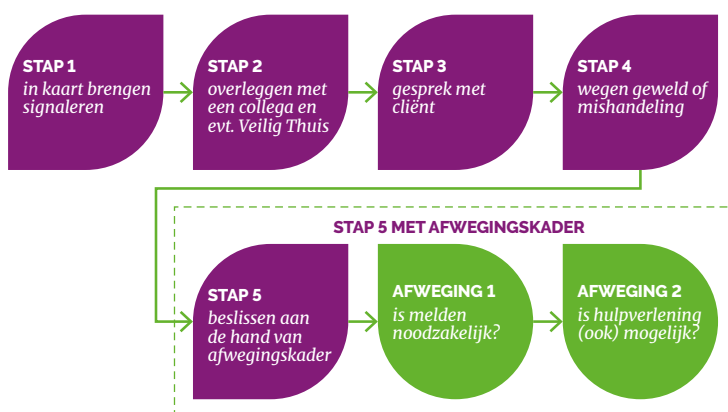 STAP 1
in kaart brengen
signaleren
STAP 2
overleggen met
een collega en
evt. Veilig Thuis
STAP 3
gesprek met
cliënt
STAP 4
wegen geweld of
mishandeling
STAP 5 MET AFWEGINGSKADER
STAP 5
beslissen aan
de hand van
afwegingskader
AFWEGING 1
is melden
noodzakelijk?
AFWEGING 2
is hulpverlening
(ook) mogelijk?